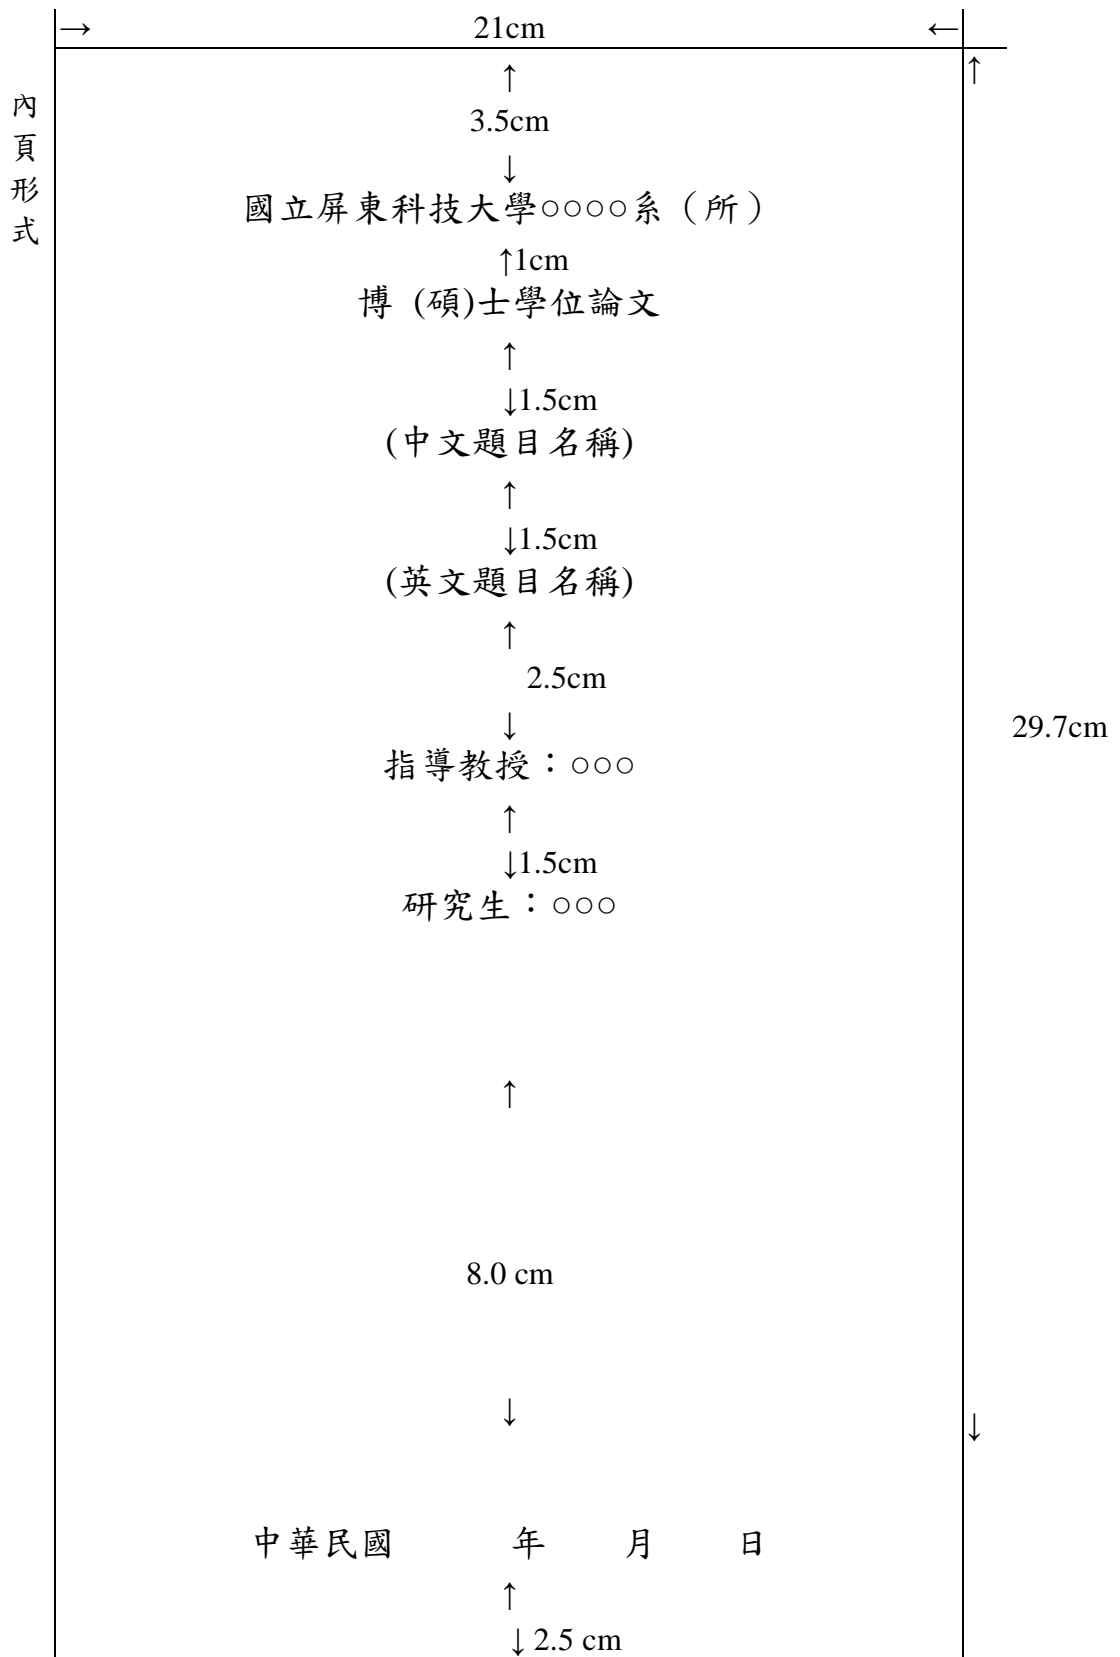 → 21cm ←
內頁形式
↑ ↑
3.5cm
↓
國立屏東科技大學○○○○系（所）
↑1cm
博 (碩)士學位論文
↑
↓1.5cm
(中文題目名稱)
↑
↓1.5cm
(英文題目名稱)
↑
2.5cm
↓
29.7cm
指導教授：○○○
↑
↓1.5cm
研究生：○○○
↑
8.0 cm
↓ ↓
中華民國 年 月 日
↑
↓ 2.5 cm